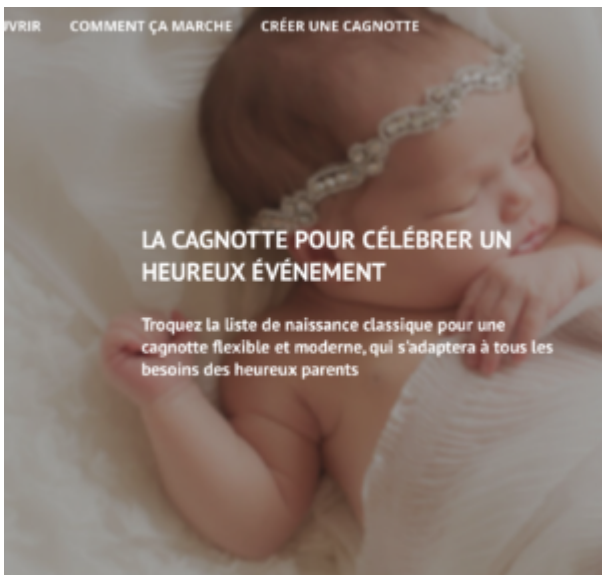 COMMENT ÇA MARCHE CRÉER UNE CAGNOTTE
LA CAGNOTTE POUR CÉLÉBRER UN
HEUREUX ÉVÉNEMENT
Troquez la liste de naissance classique pour une
cagnotte flexible et moderne, qui s'adaptera à tous les
besoins des heureux parents